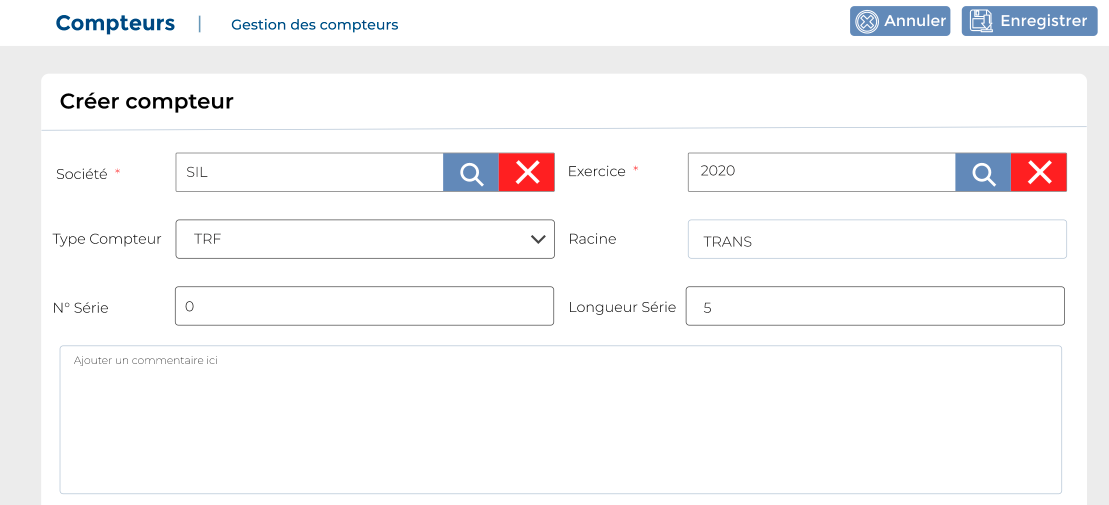 Compteurs | Gestion des compteurs Annuler Enregistrer
Créer compteur
Société * SIL Exercice * 2020
Type Compteur TRF Racine TRANS
N° Série 0 Longueur Série 5
Ajouter un commentaire ici